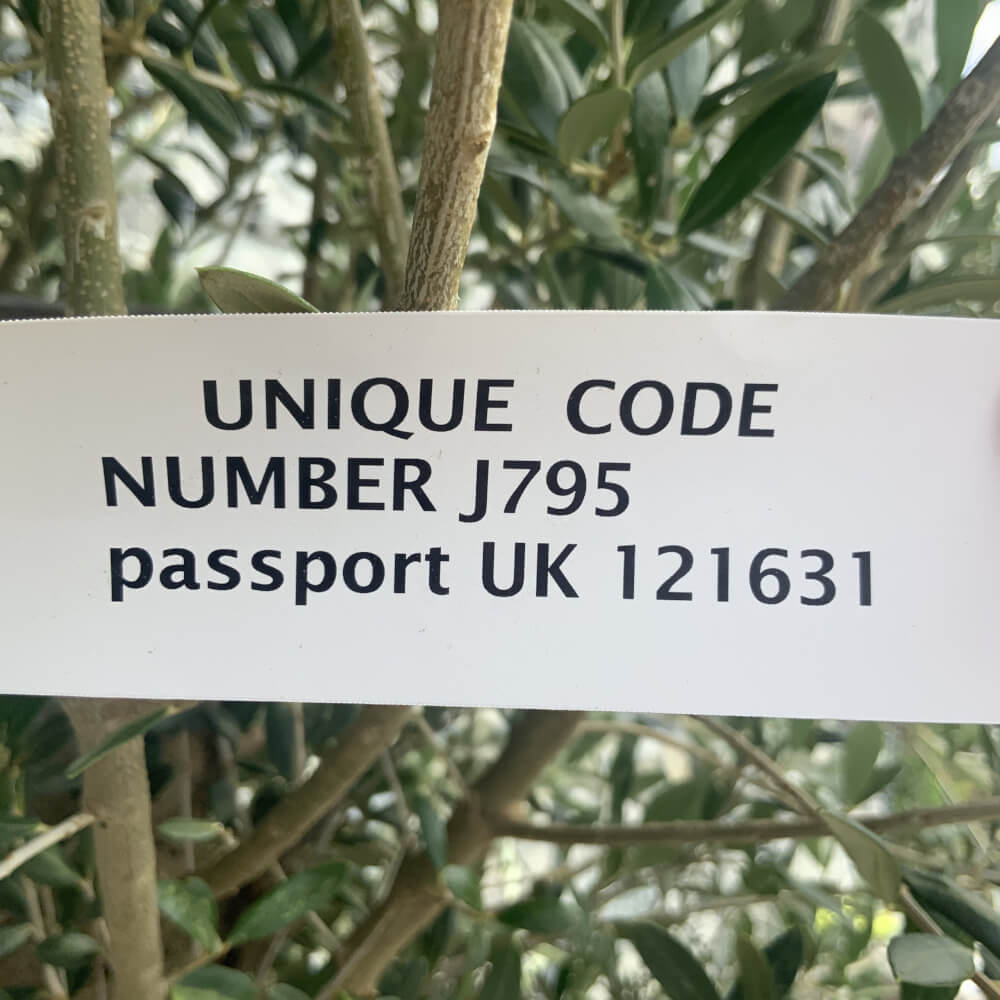 UNIQUE CODE
NUMBER J795
passport UK 121631